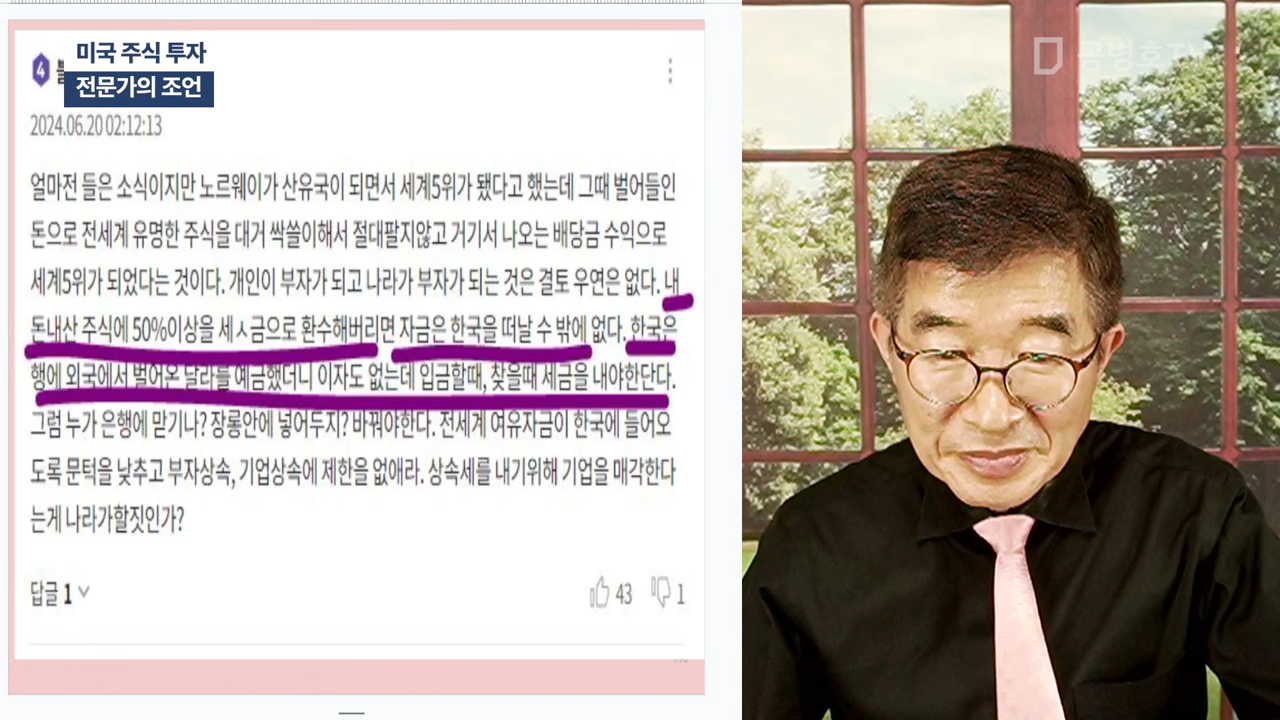 미국 주식 투자
전문가의 조언
4
2024.06.20 02:12:13
얼마전 들은 소식이지만 노르웨이가 산유국이 되면서 세계5위가 됐다고 했는데 그때 벌어들인
돈으로 전세계 유명한 주식을 대거 싹쓸이해서 절대팔지않고 거기서 나오는 배당금 수익으로
세계5위가 되었다는 것이다. 개인이 부자가 되고 나라가 부자가 되는 것은 결토 우연은 없다. 내
돈내산 주식에 50%이상을 세ㅅ금으로 환수해버리면 자금은 한국을 떠날 수 밖에 없다. 한국은
행에 외국에서 벌어온 달라를 예금했더니 이자도 없는데 입금할때, 찾을때 세금을 내야한단다.
그럼 누가 은행에 맏기나? 장롱안에 넣어두지? 바꿔야한다. 전세계 여유자금이 한국에 들어오
도록 문턱을 낮추고 부자상속, 기업상속에 제한을 없애라. 상속세를 내기위해 기업을 매각한다
는게 나라가할짓인가?
답글 1
43
1
공병호TV